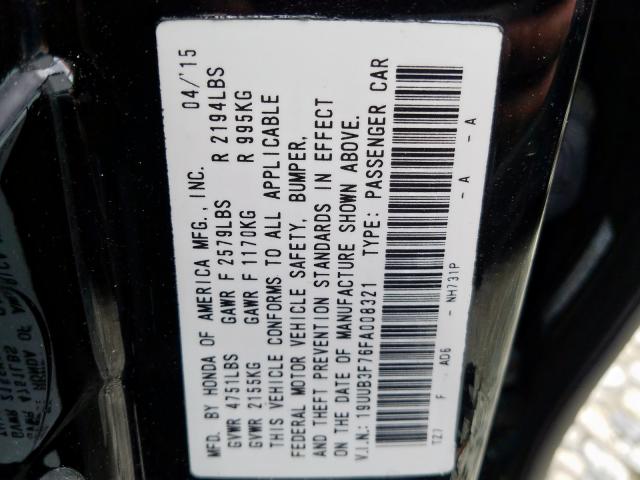 MFD. BY HONDA OF AMERICA MFG., INC. 04/'15
GVWR 4751LBS GAWR F 2579LBS R 2194LBS
GVWR 2155KG GAWR F 1170KG R 995KG
THIS VEHICLE CONFORMS TO ALL APPLICABLE
FEDERAL MOTOR VEHICLE SAFETY, BUMPER,
AND THEFT PREVENTION STANDARDS IN EFFECT
ON THE DATE OF MANUFACTURE SHOWN ABOVE.
V.I.N.: 19UUB3F76FA008321 TYPE: PASSENGER CAR
TZ7 F AD6 - NH731P - A - A